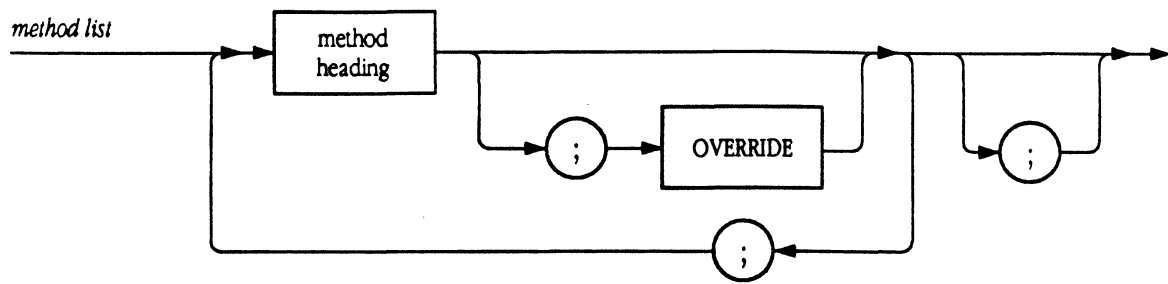 method list
method
heading
; OVERRIDE
;
;